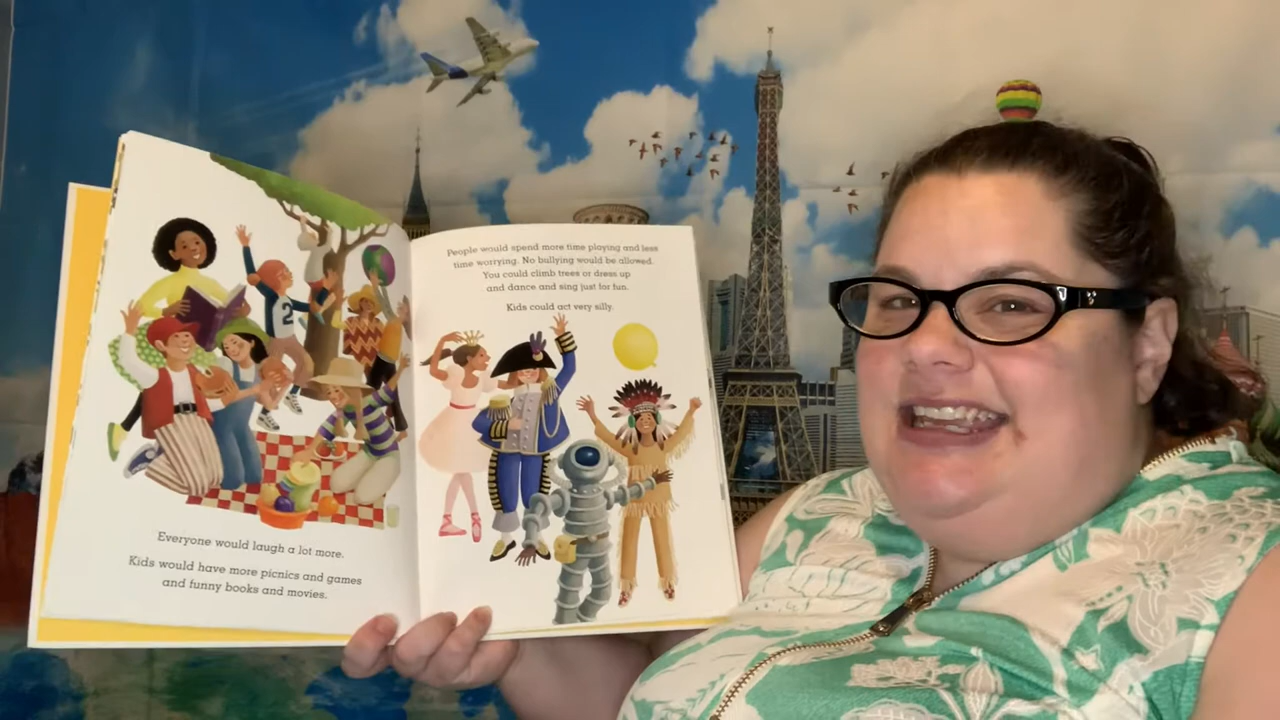 Everyone would laugh a lot more.
Kids would have more picnics and games
and funny books and movies.
People would spend more time playing and less
time worrying. No bullying would be allowed.
You could climb trees or dress up
and dance and sing just for fun.
Kids could act very silly.
2